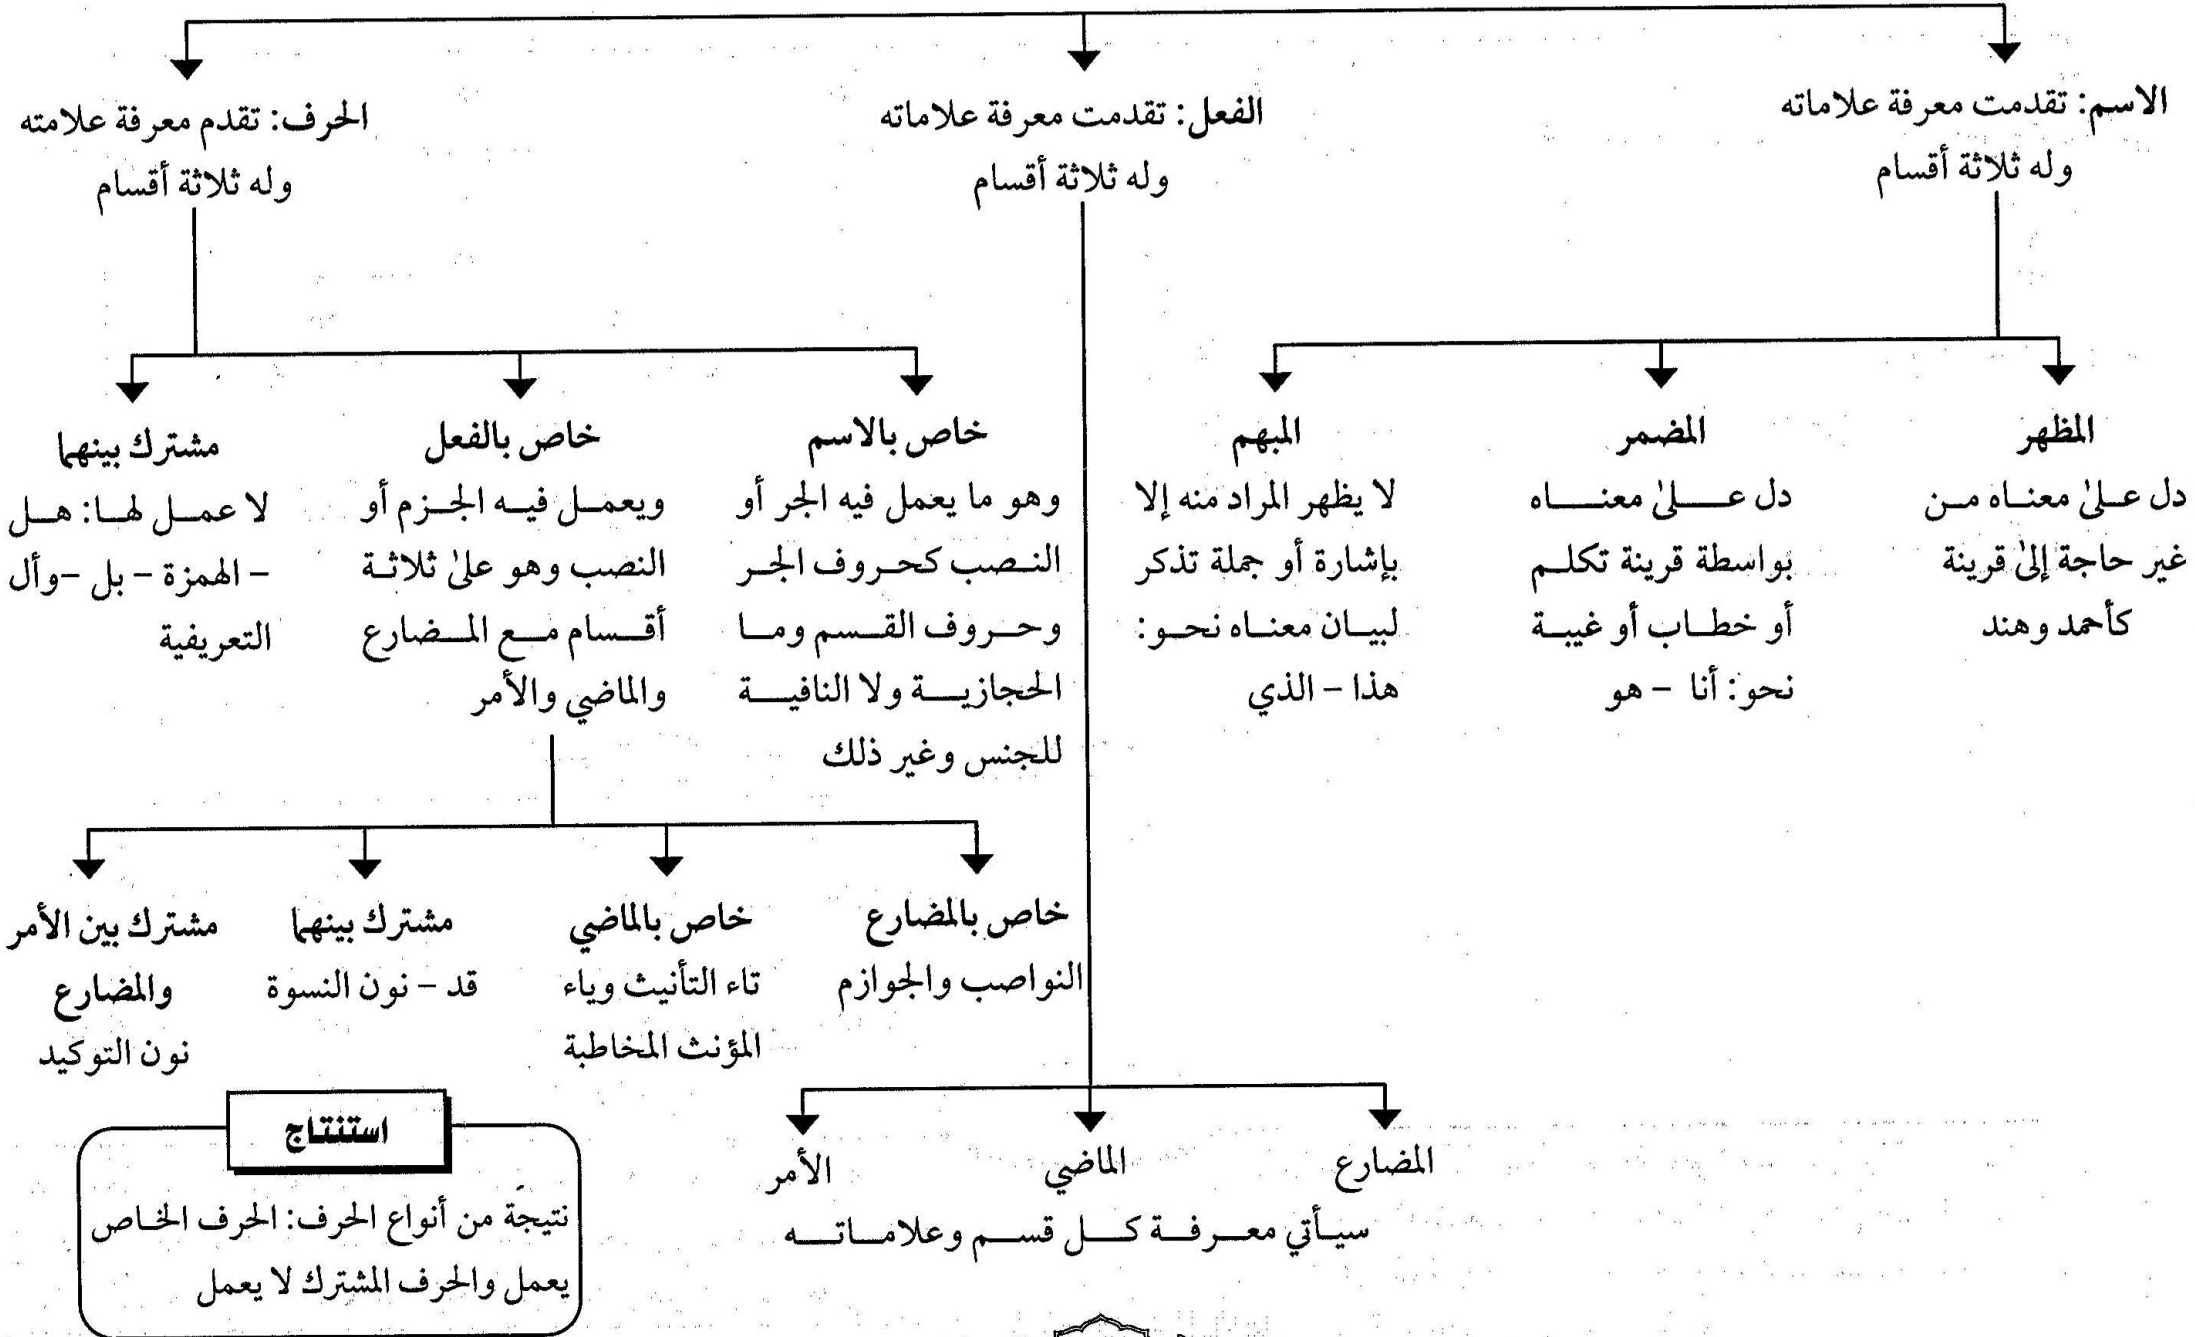 الاسم: تقدمت معرفة علاماته
وله ثلاثة أقسام
الفعل: تقدمت معرفة علاماته
وله ثلاثة أقسام
الحرف: تقدم معرفة علامته
وله ثلاثة أقسام
المظهر
دل على معناه من
غير حاجة إلى قرينة
كأحمد وهند
المضمر
دل على معناه
بواسطة قرينة تكلم
أو خطاب أو غيبة
نحو: أنا – هو
المبهم
لا يظهر المراد منه إلا
بإشارة أو جملة تذكر
لبيان معناه نحو:
هذا – الذي
خاص بالاسم
وهو ما يعمل فيه الجر أو
النصب كحروف الجر
وحروف القسم وما
الحجازية ولا النافية
للجنس وغير ذلك
خاص بالفعل
ويعمل فيه الجزم أو
النصب وهو على ثلاثة
أقسام مع المضارع
والماضي والأمر
مشترك بينهما
لا عمل لها: هل
– الهمزة – بل –وأل
التعريفية
خاص بالمضارع
النواصب والجوازم
خاص بالماضي
تاء التأنيث وياء
المؤنث المخاطبة
مشترك بينهما
قد – نون النسوة
مشترك بين الأمر
والمضارع
نون التوكيد
المضارع
الماضي
الأمر
سيأتي معرفة كل قسم وعلاماته
استنتاج
نتيجة من أنواع الحرف: الحرف الخاص
يعمل والحرف المشترك لا يعمل